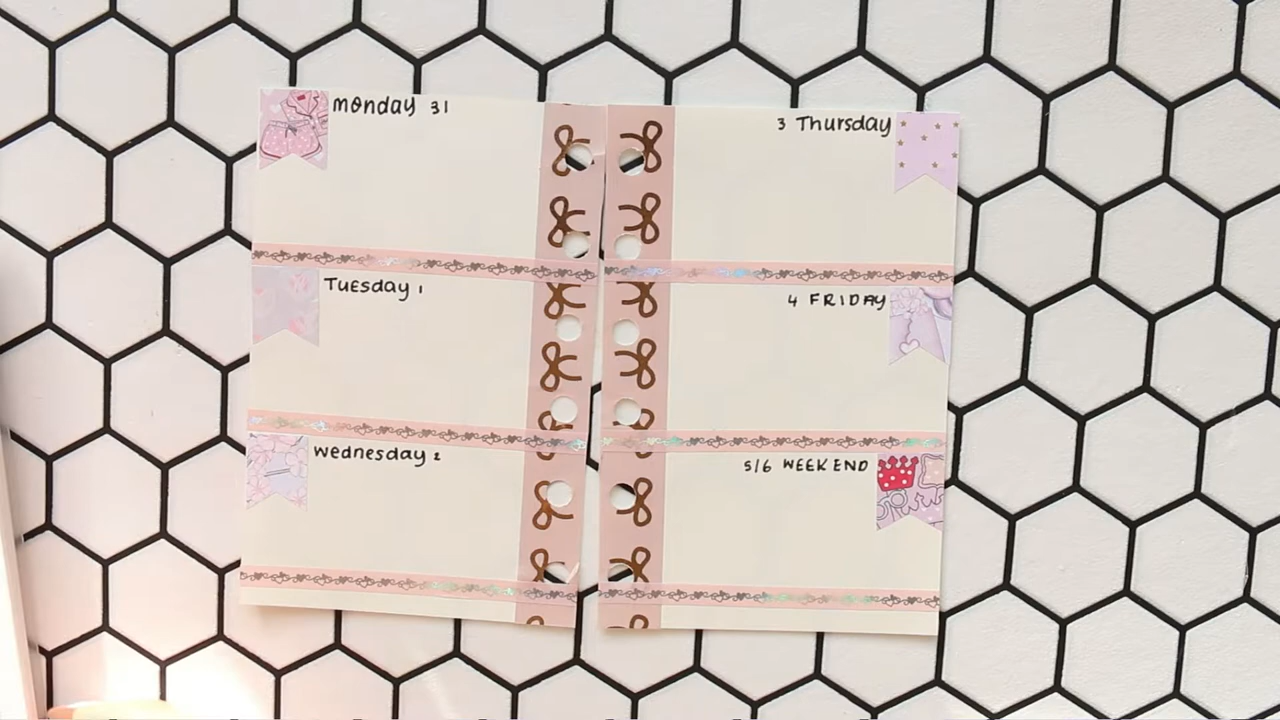 monday 31
Tuesday 1
Wednesday 2
3 Thursday
4 FRIDAY
5/6 WEEKEND